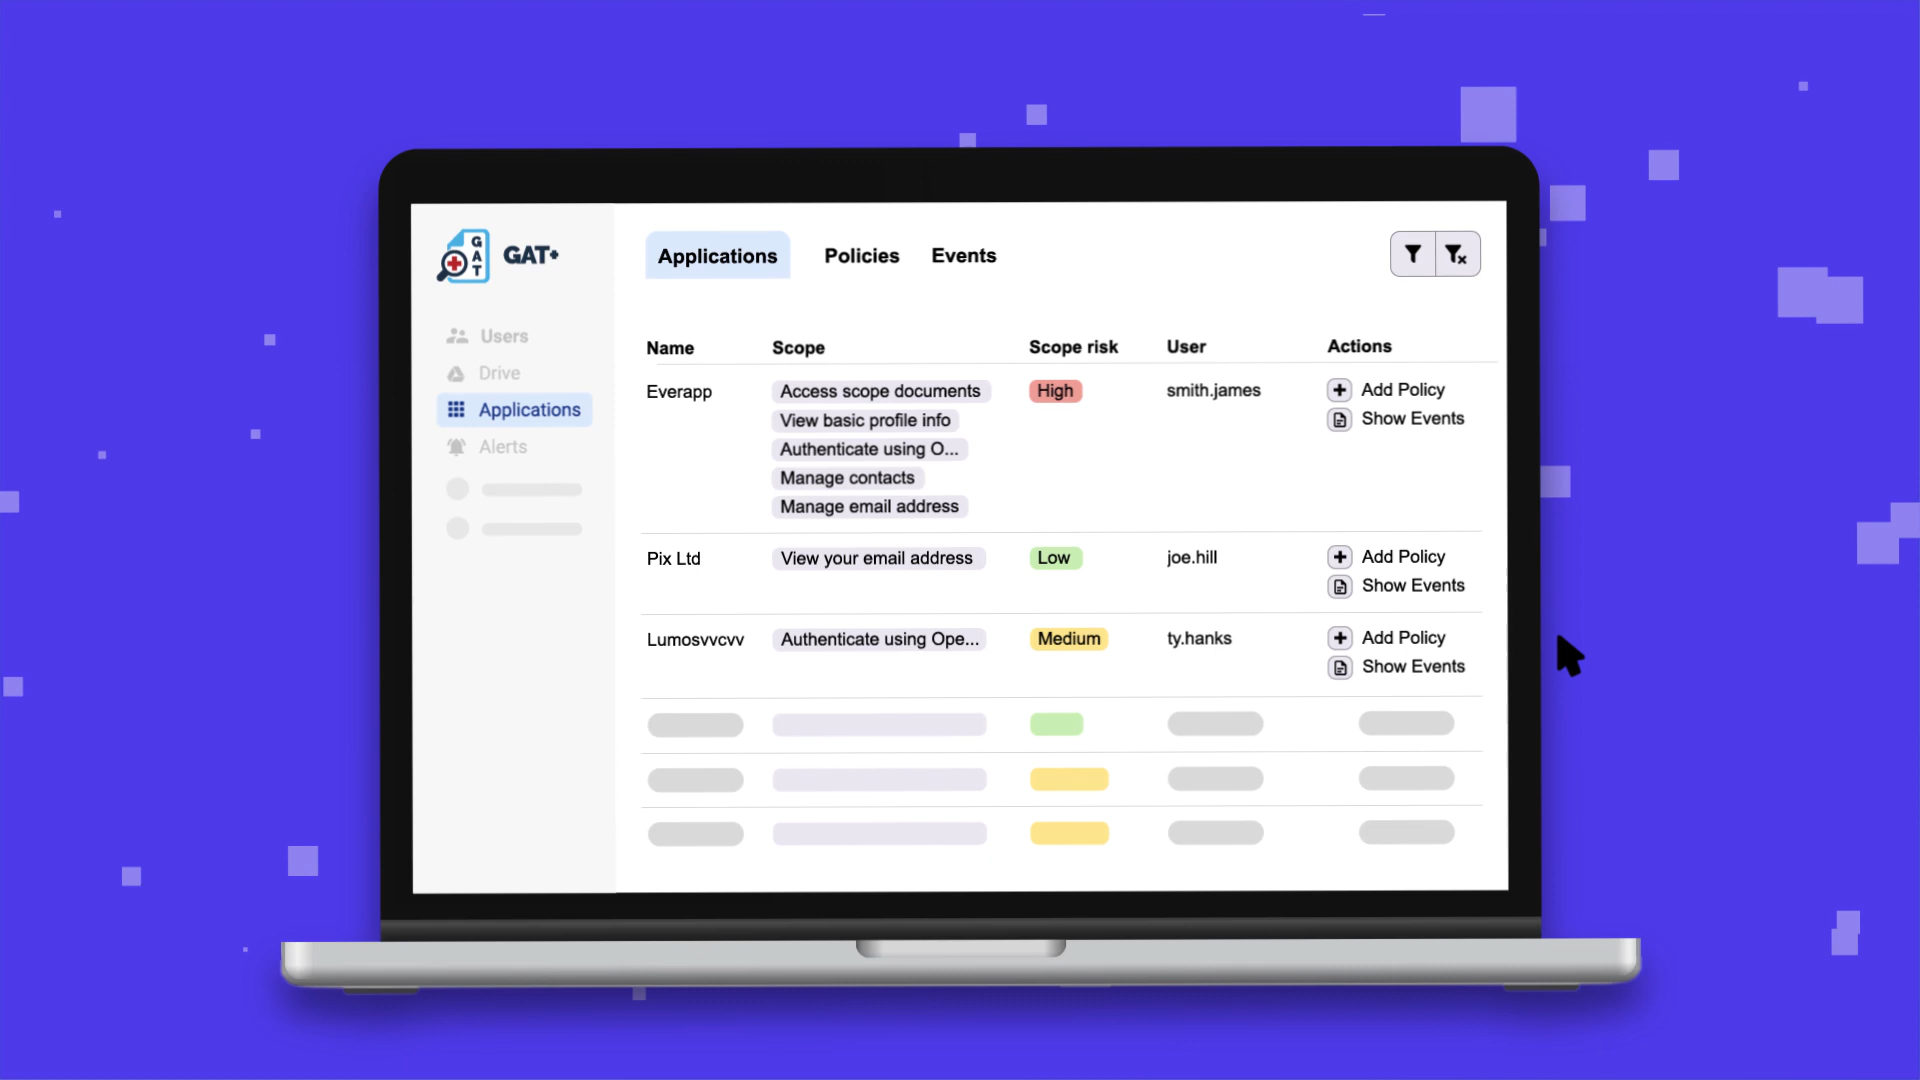 GAT
GAT+
Users
Drive
Applications
Alerts
Applications Policies Events
Name Scope Scope risk User Actions
Everapp Access scope documents High smith.james Add Policy
View basic profile info Show Events
Authenticate using O...
Manage contacts
Manage email address
Pix Ltd View your email address Low joe.hill Add Policy
Show Events
Lumosvvcvv Authenticate using Ope... Medium ty.hanks Add Policy
Show Events